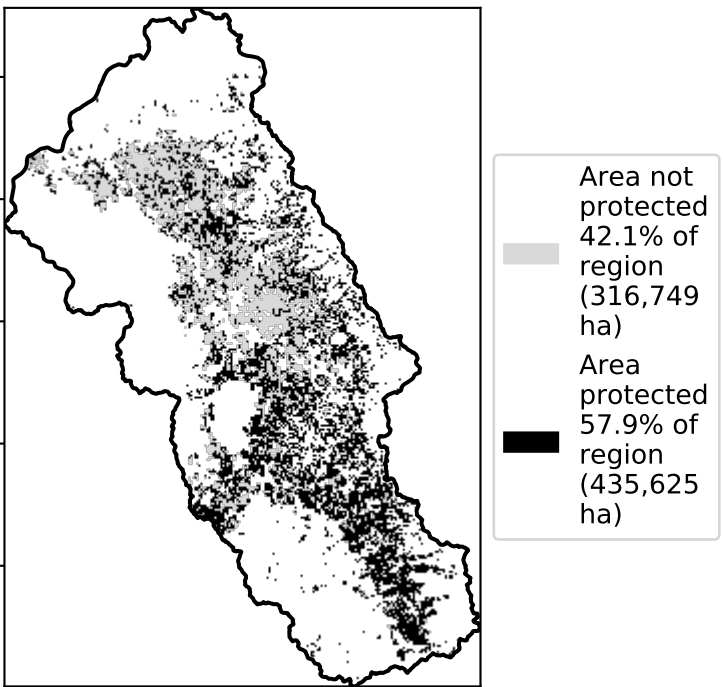 Area not
protected
42.1% of
region
(316,749
ha)
Area
protected
57.9% of
region
(435,625
ha)